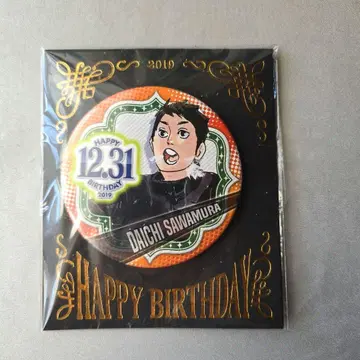 2019
HAPPY
12.31
BIRTHDAY
2019
DAICHI SAWAMURA
HAPPY BIRTHDAY